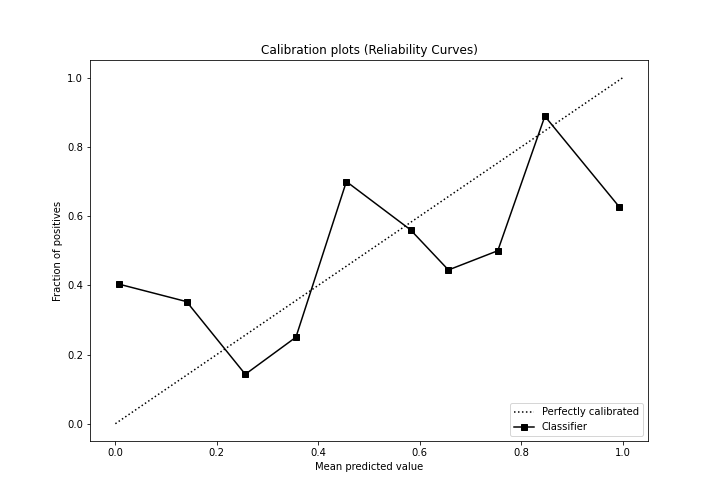 Calibration plots (Reliability Curves)
1.0
0.8
0.6
0.4
0.2
0.0
Fraction of positives
0.0 0.2 0.4 0.6 0.8 1.0
Mean predicted value
Perfectly calibrated
Classifier